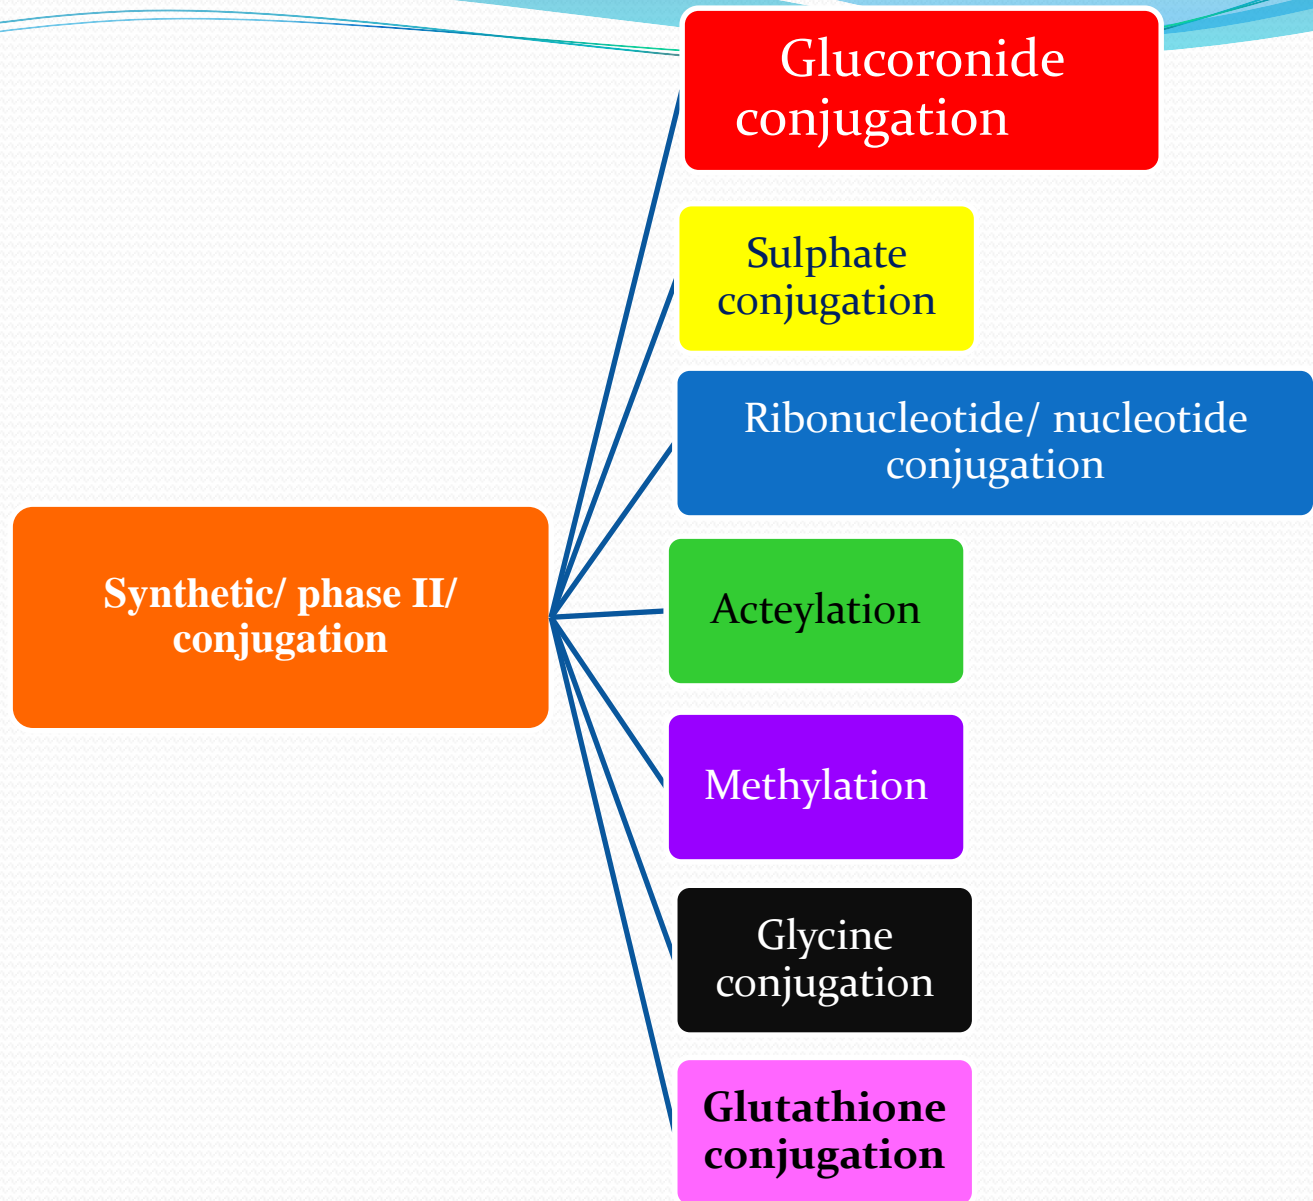 Glucoronide
conjugation
Sulphate
conjugation
Ribonucleotide/ nucleotide
conjugation
Synthetic/ phase II/
conjugation
Acteylation
Methylation
Glycine
conjugation
Glutathione
conjugation